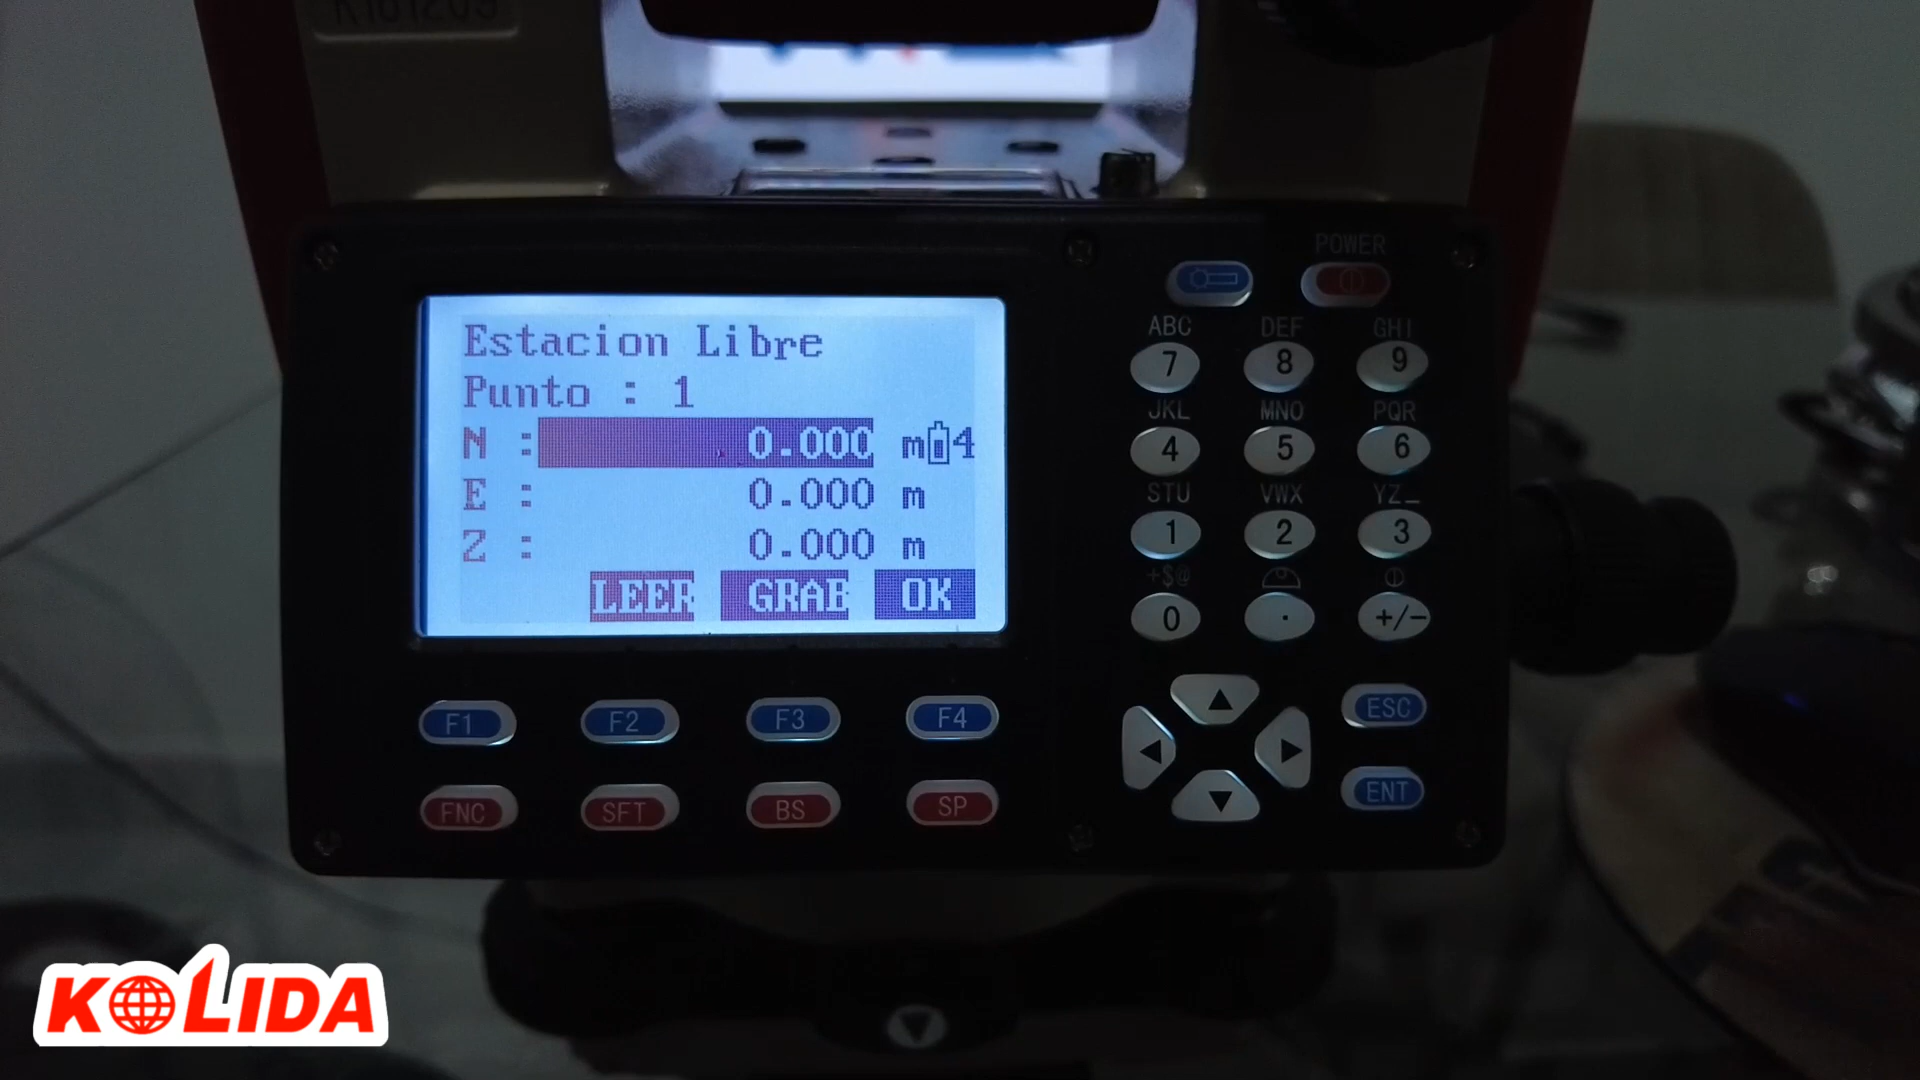 K161209
POWER
Estacion Libre
Punto : 1
N : 0.000 m 4
E : 0.000 m
Z : 0.000 m
LEER GRAB OK
ABC DEF GHI
7 8 9
JKL MNO PQR
4 5 6
STU VWX YZ_
1 2 3
+$@
0 . +/-
F1 F2 F3 F4
ESC
FNC SFT BS SP
ENT
KOLIDA